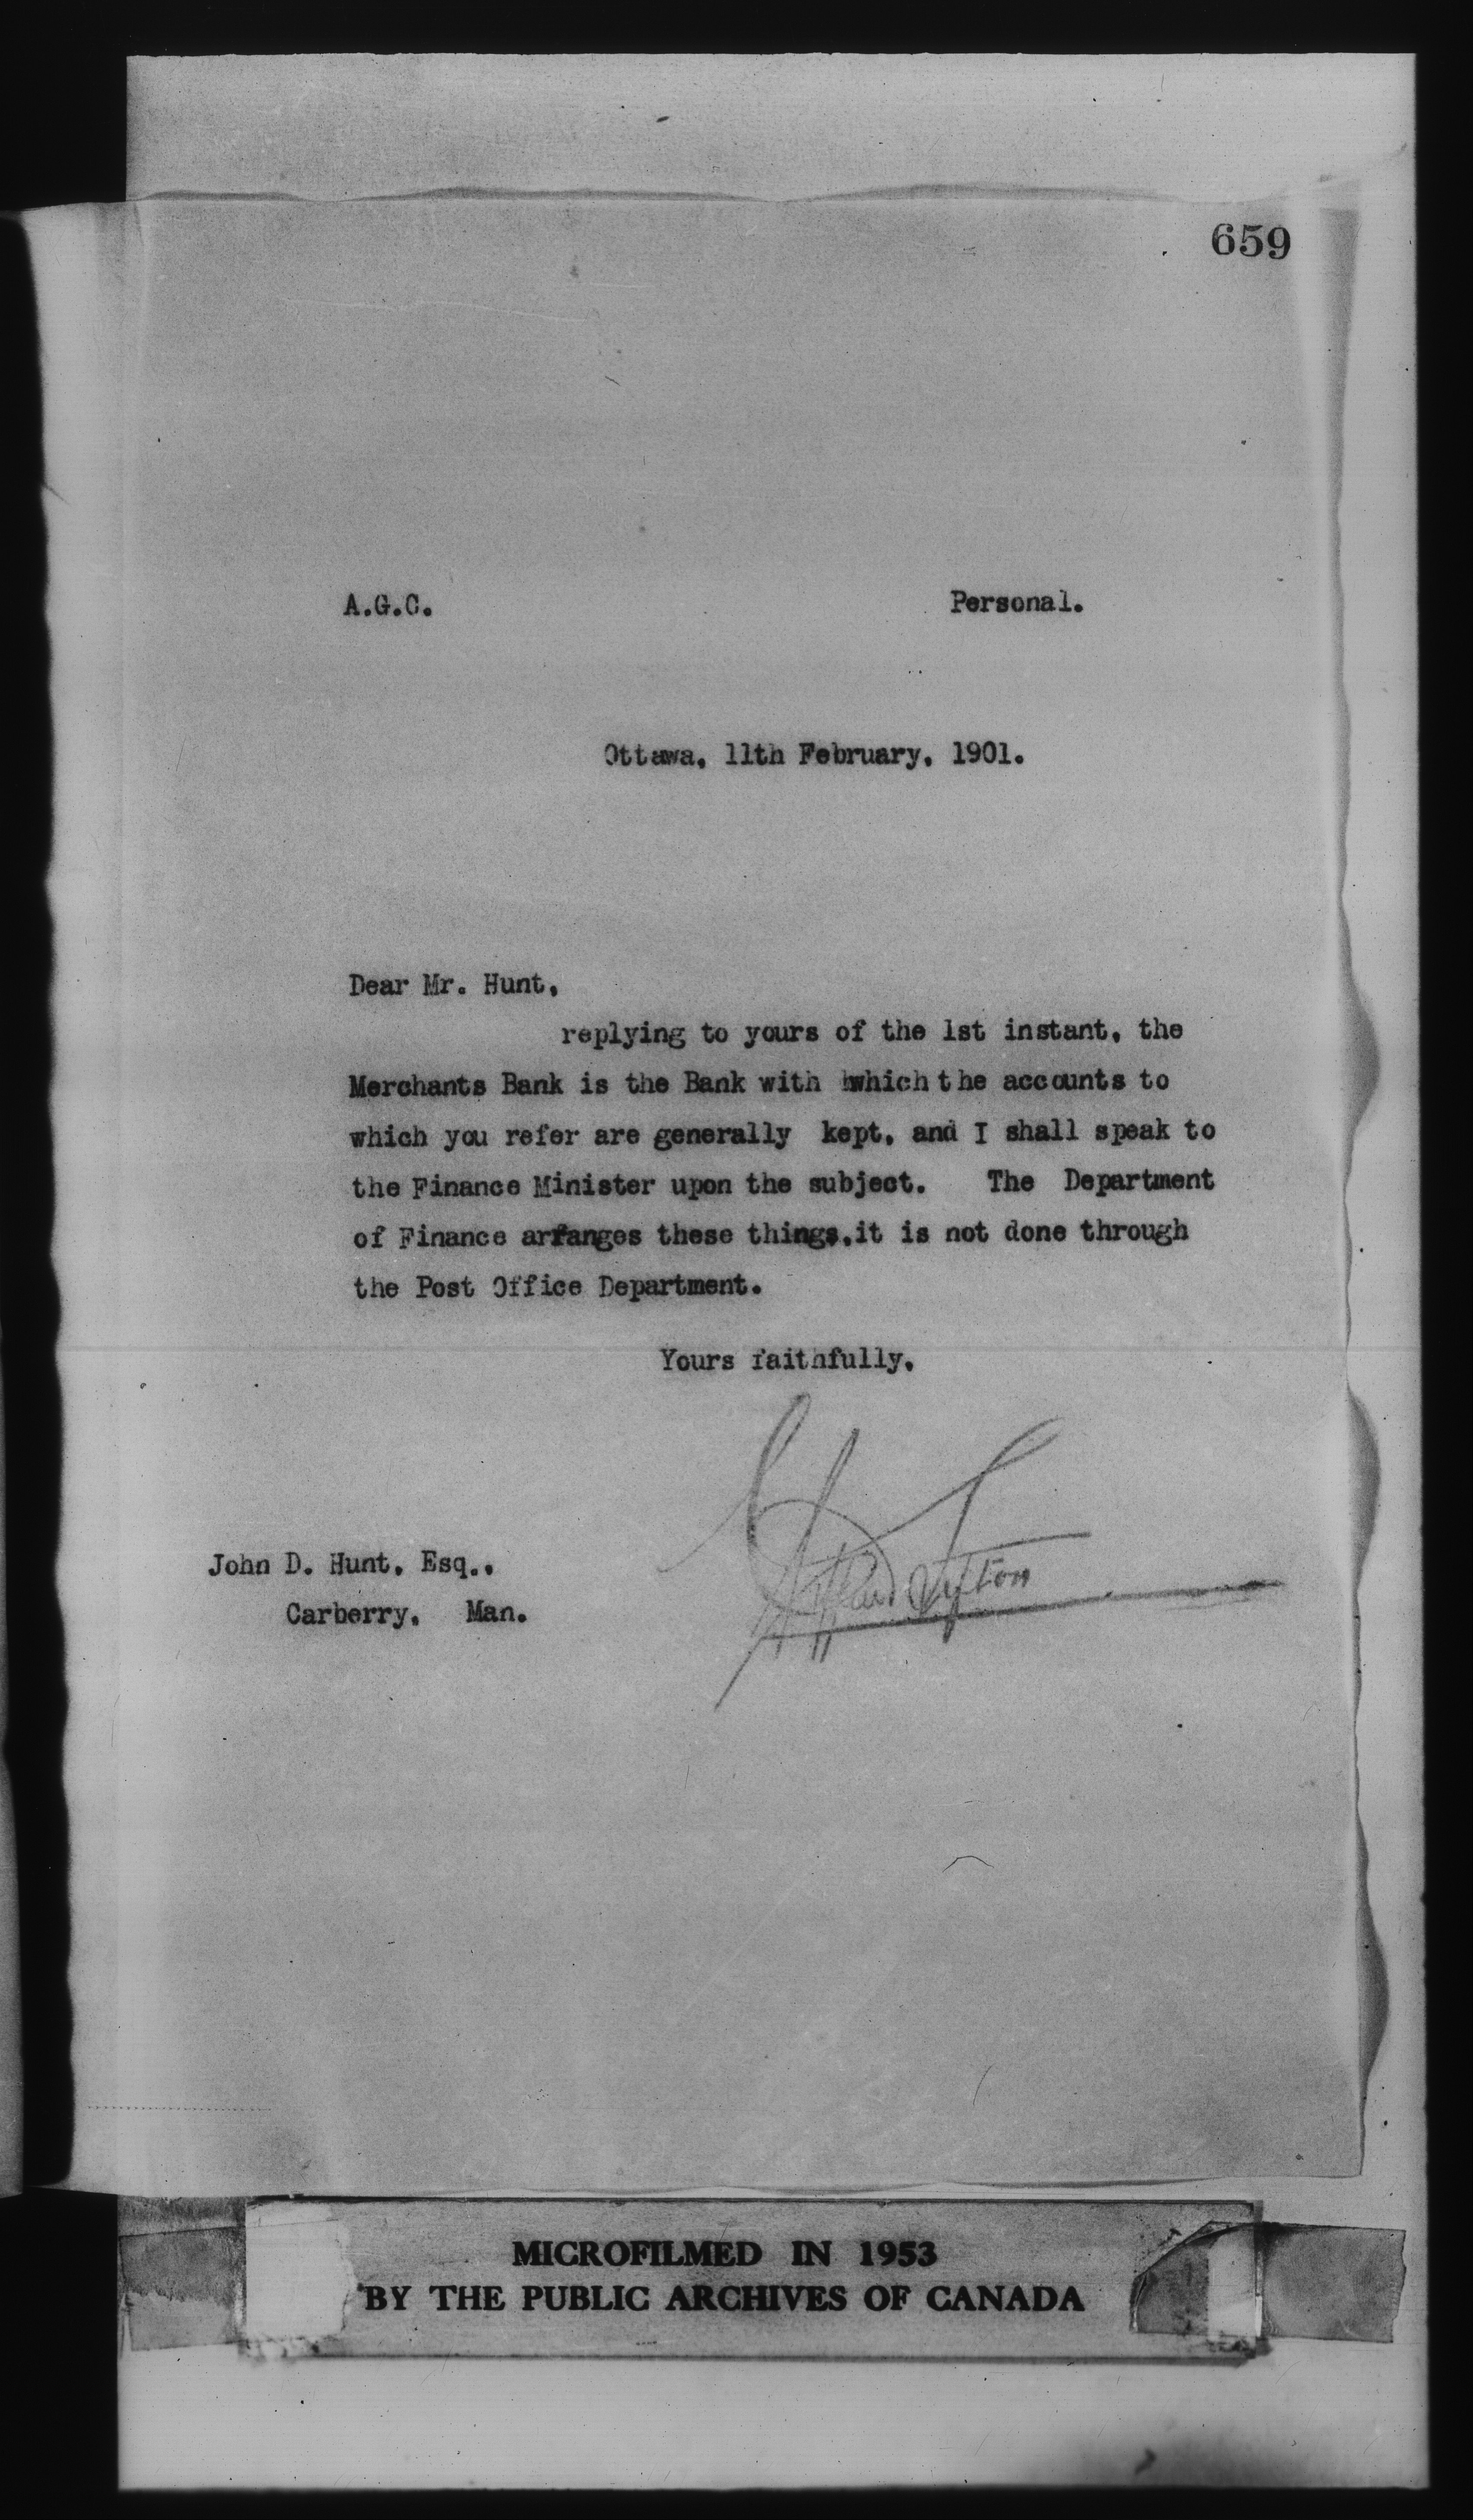 659
A.G.C. Personal.
Ottawa, 11th February, 1901.
Dear Mr. Hunt,
replying to yours of the 1st instant, the
Merchants Bank is the Bank with which the accounts to
which you refer are generally kept, and I shall speak to
the Finance Minister upon the subject. The Department
of Finance arranges these things, it is not done through
the Post Office Department.
Yours faithfully,
Clifford Sifton
John D. Hunt, Esq.,
Carberry, Man.
MICROFILMED IN 1953
BY THE PUBLIC ARCHIVES OF CANADA